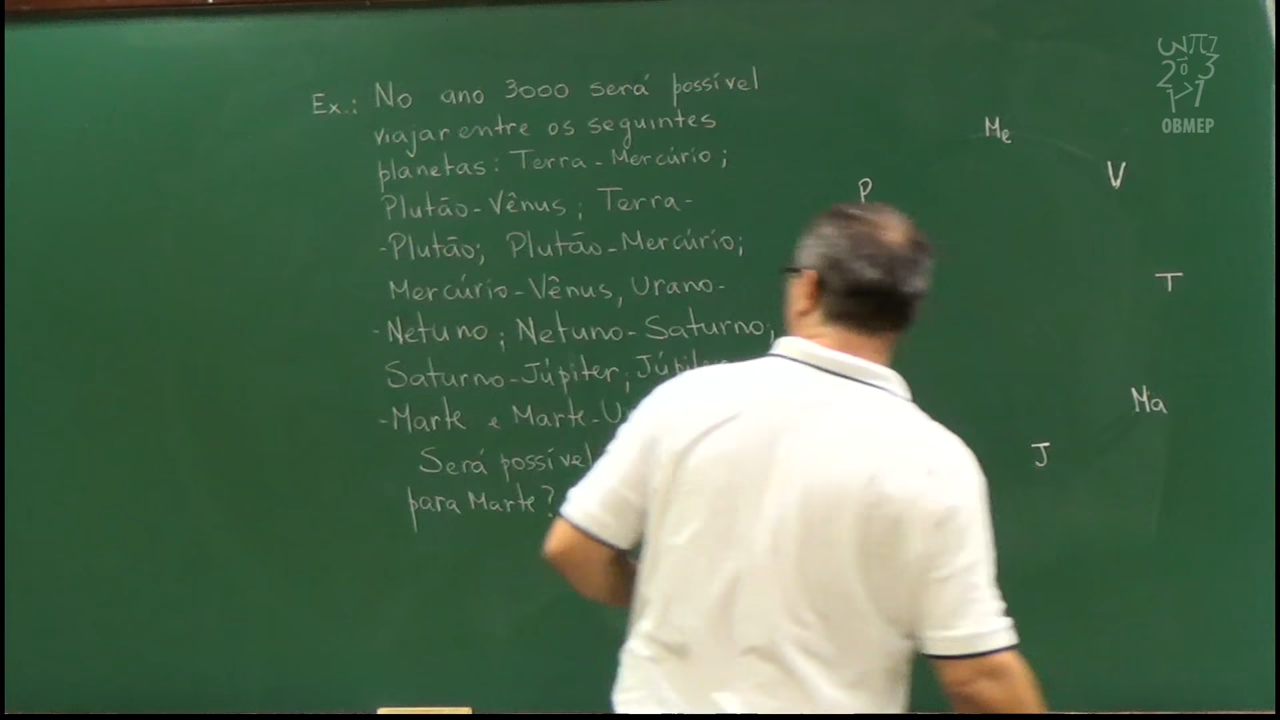 Ex.: No ano 3000 será possível
viajar entre os seguintes
planetas: Terra-Mercúrio;
Plutão-Vênus; Terra-
-Plutão; Plutão-Mercúrio;
Mercúrio-Vênus, Urano-
-Netuno; Netuno-Saturno;
Saturno-Júpiter;
-Marte e Marte-
Será possível
para Marte?
Me
V
P
T
Ma
J
OBMEP